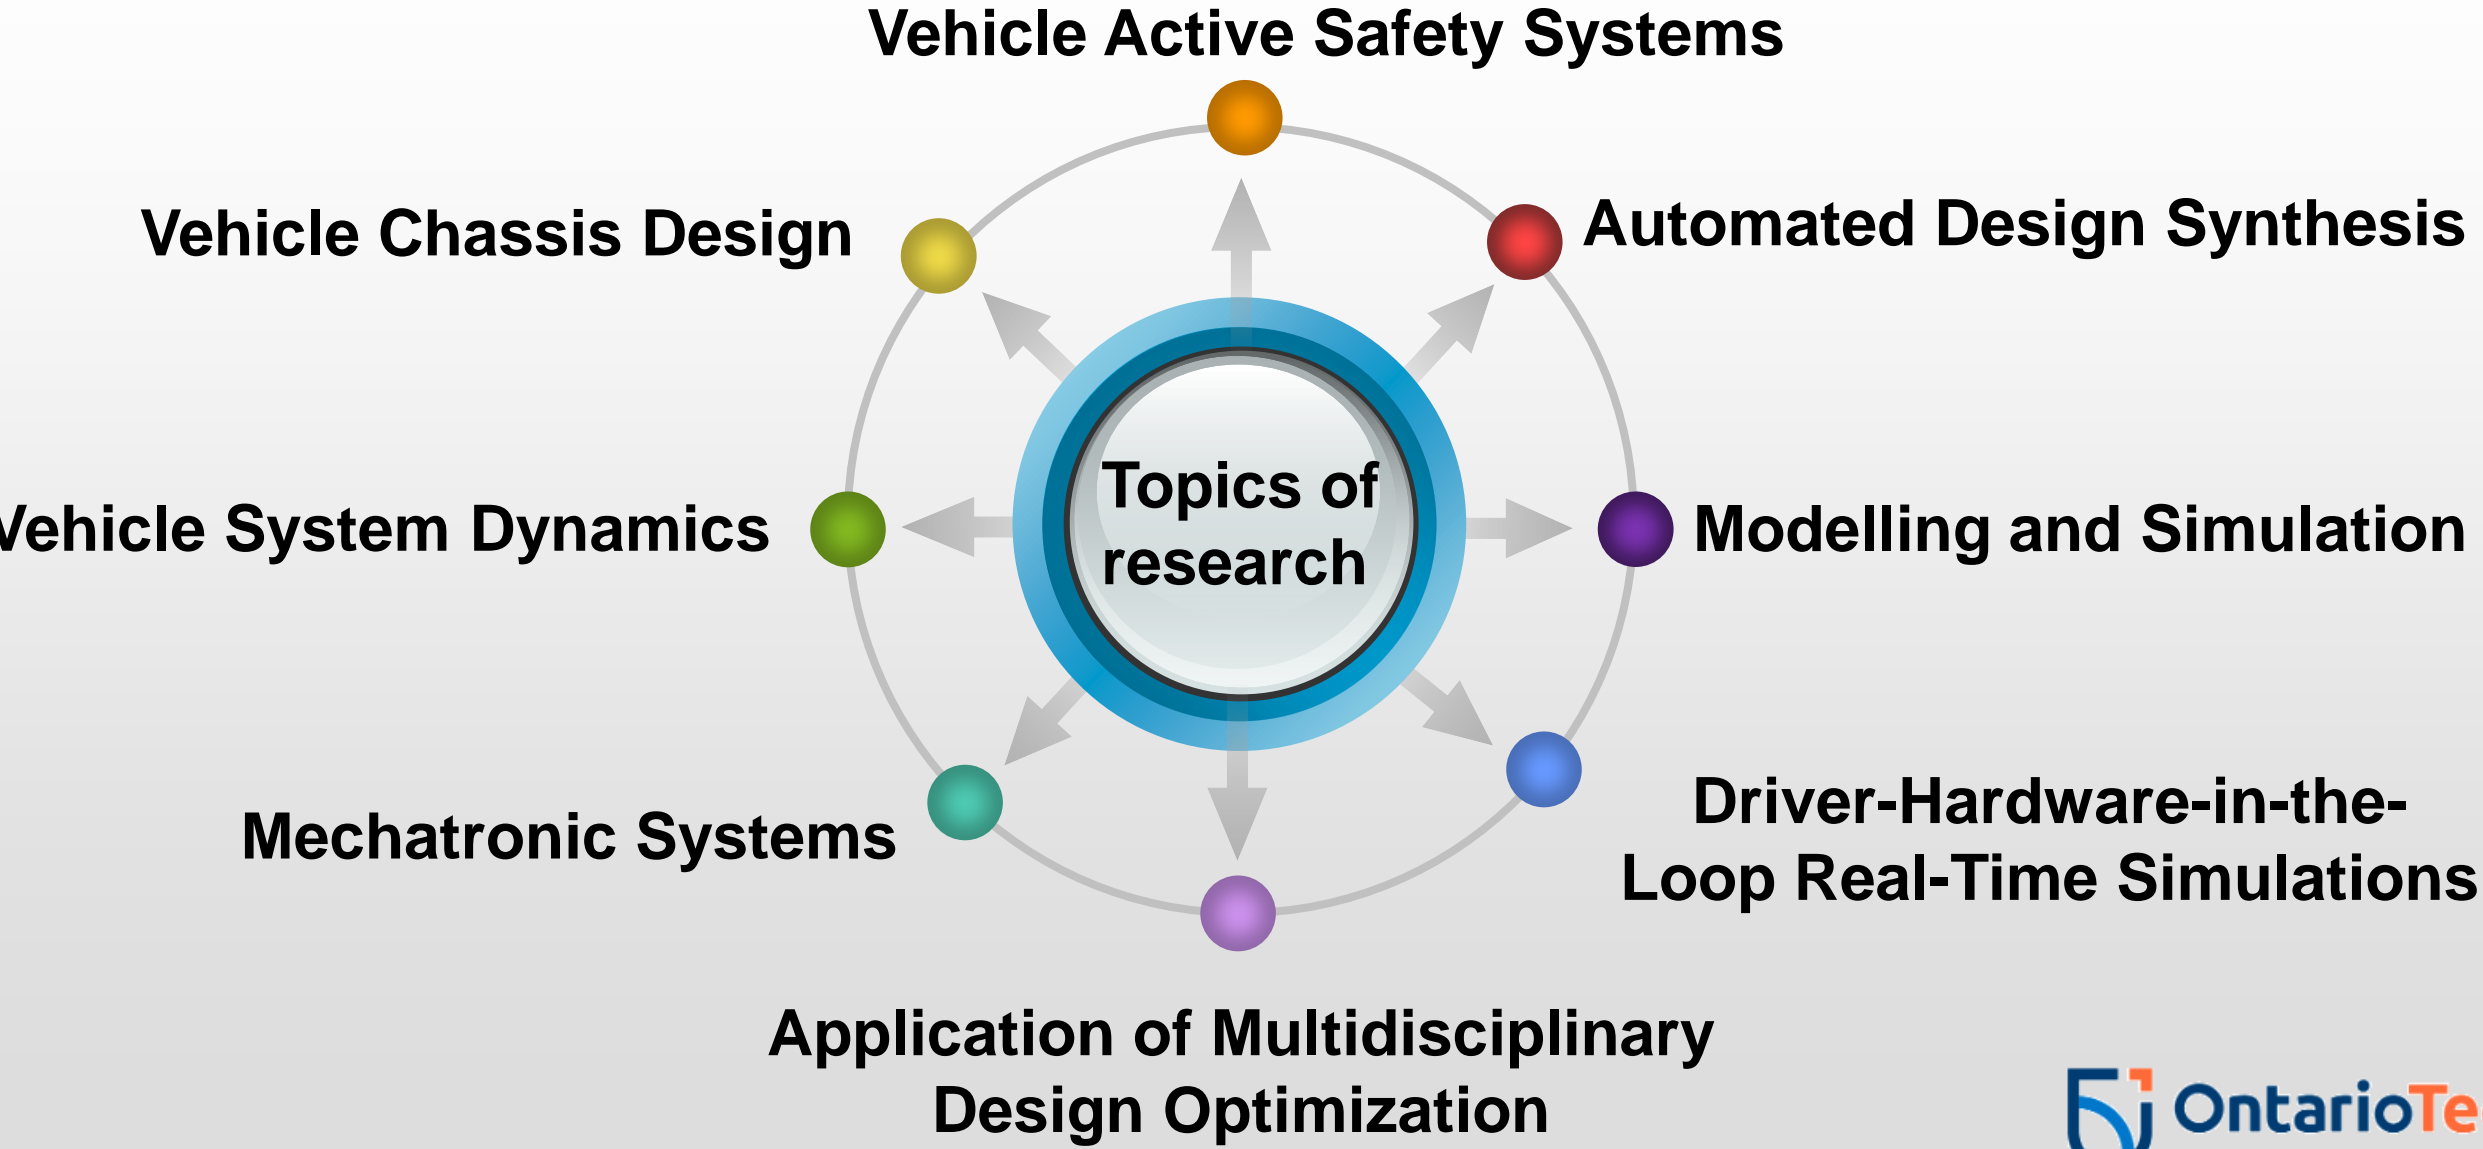 Vehicle Active Safety Systems
Automated Design Synthesis
Vehicle Chassis Design
Topics of
research
Vehicle System Dynamics
Modelling and Simulation
Driver-Hardware-in-the-
Loop Real-Time Simulations
Mechatronic Systems
Application of Multidisciplinary
Design Optimization